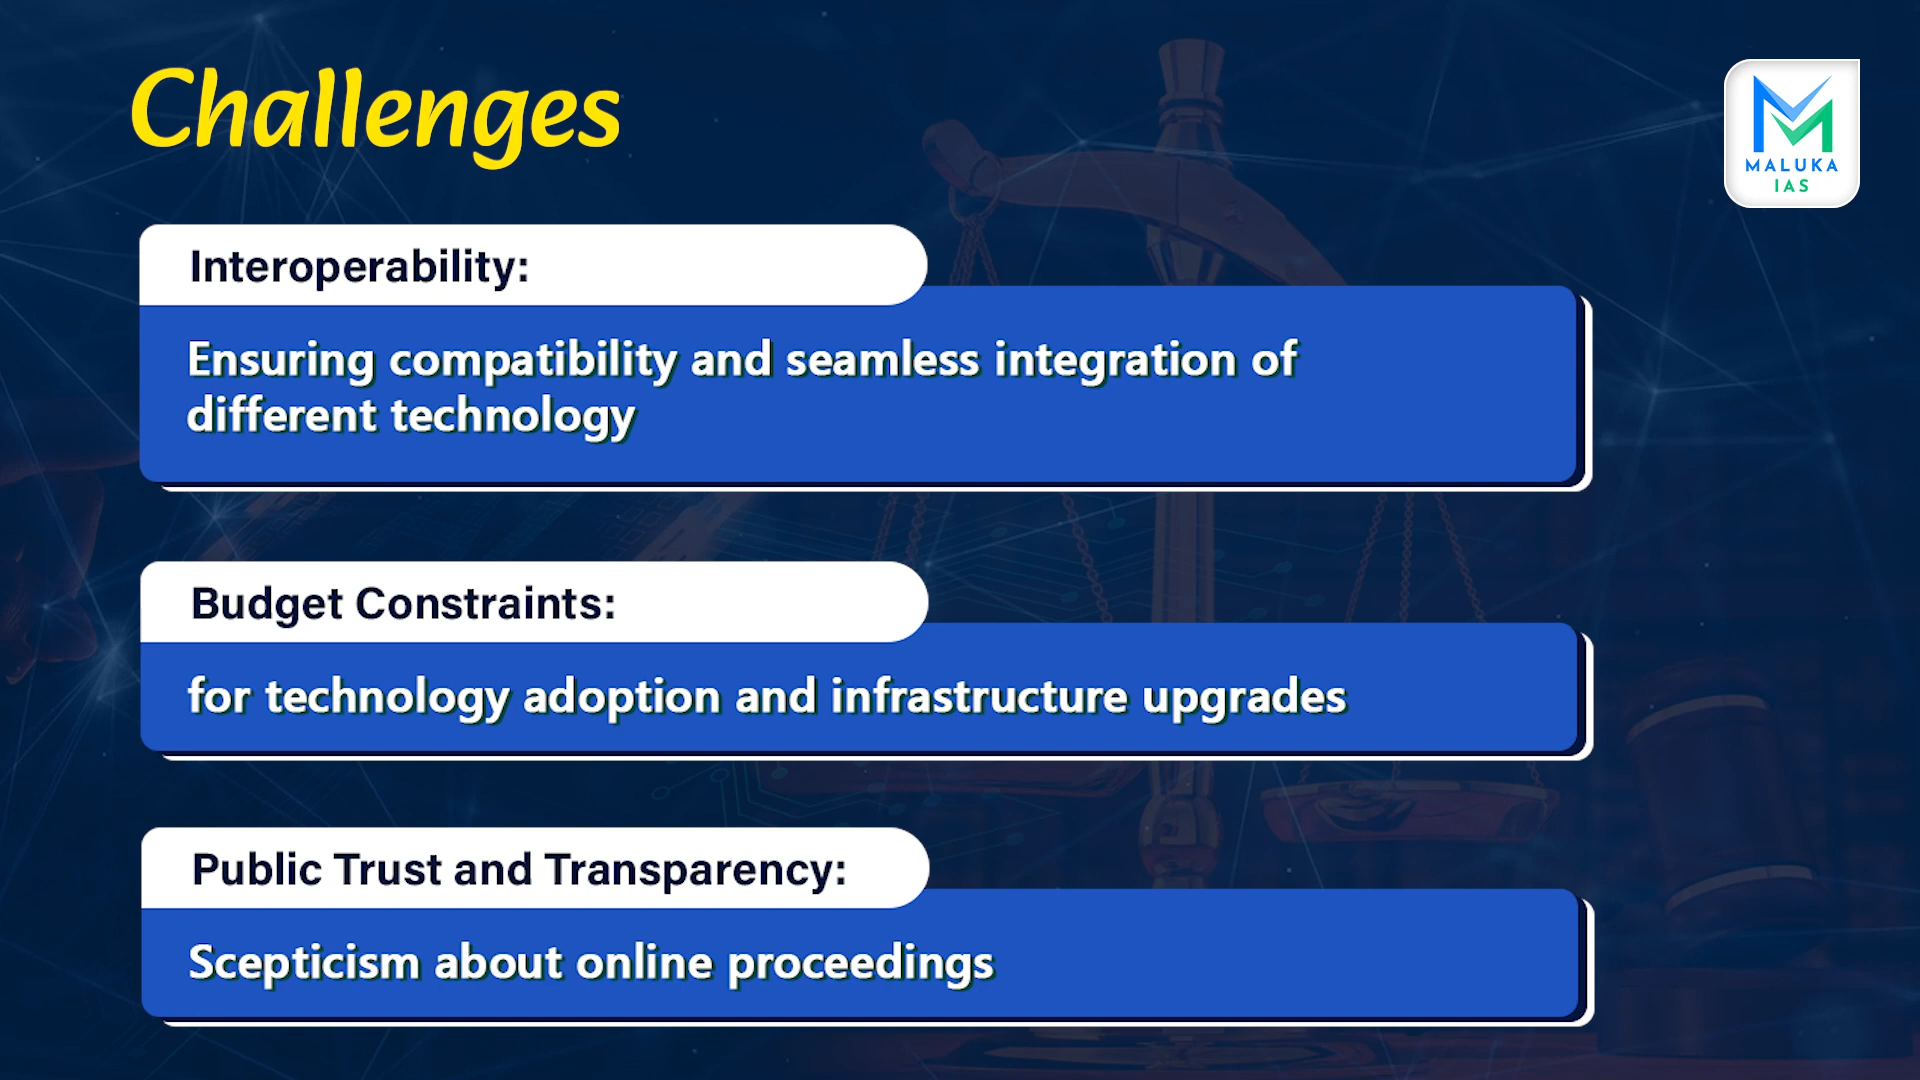 Challenges
MALUKA
IAS
Interoperability:
Ensuring compatibility and seamless integration of
different technology
Budget Constraints:
for technology adoption and infrastructure upgrades
Public Trust and Transparency:
Scepticism about online proceedings